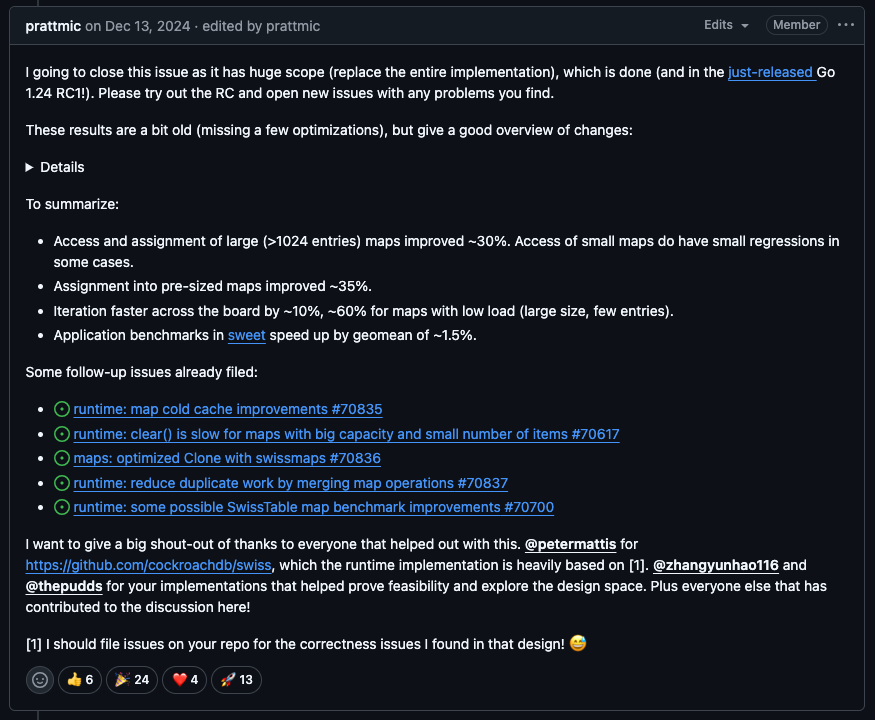 prattmic on Dec 13, 2024 · edited by prattmic
Edits
Member
I going to close this issue as it has huge scope (replace the entire implementation), which is done (and in the just-released Go
1.24 RC1!). Please try out the RC and open new issues with any problems you find.
These results are a bit old (missing a few optimizations), but give a good overview of changes:
Details
To summarize:
• Access and assignment of large (>1024 entries) maps improved ~30%. Access of small maps do have small regressions in
some cases.
• Assignment into pre-sized maps improved ~35%.
• Iteration faster across the board by ~10%, ~60% for maps with low load (large size, few entries).
• Application benchmarks in sweet speed up by geomean of ~1.5%.
Some follow-up issues already filed:
• runtime: map cold cache improvements #70835
• runtime: clear() is slow for maps with big capacity and small number of items #70617
• maps: optimized Clone with swissmaps #70836
• runtime: reduce duplicate work by merging map operations #70837
• runtime: some possible SwissTable map benchmark improvements #70700
I want to give a big shout-out of thanks to everyone that helped out with this. @petermattis for
https://github.com/cockroachdb/swiss, which the runtime implementation is heavily based on [1]. @zhangyunhao116 and
@thepudds for your implementations that helped prove feasibility and explore the design space. Plus everyone else that has
contributed to the discussion here!
[1] I should file issues on your repo for the correctness issues I found in that design! 😅
👍 6 🎉 24 ❤️ 4 🚀 13